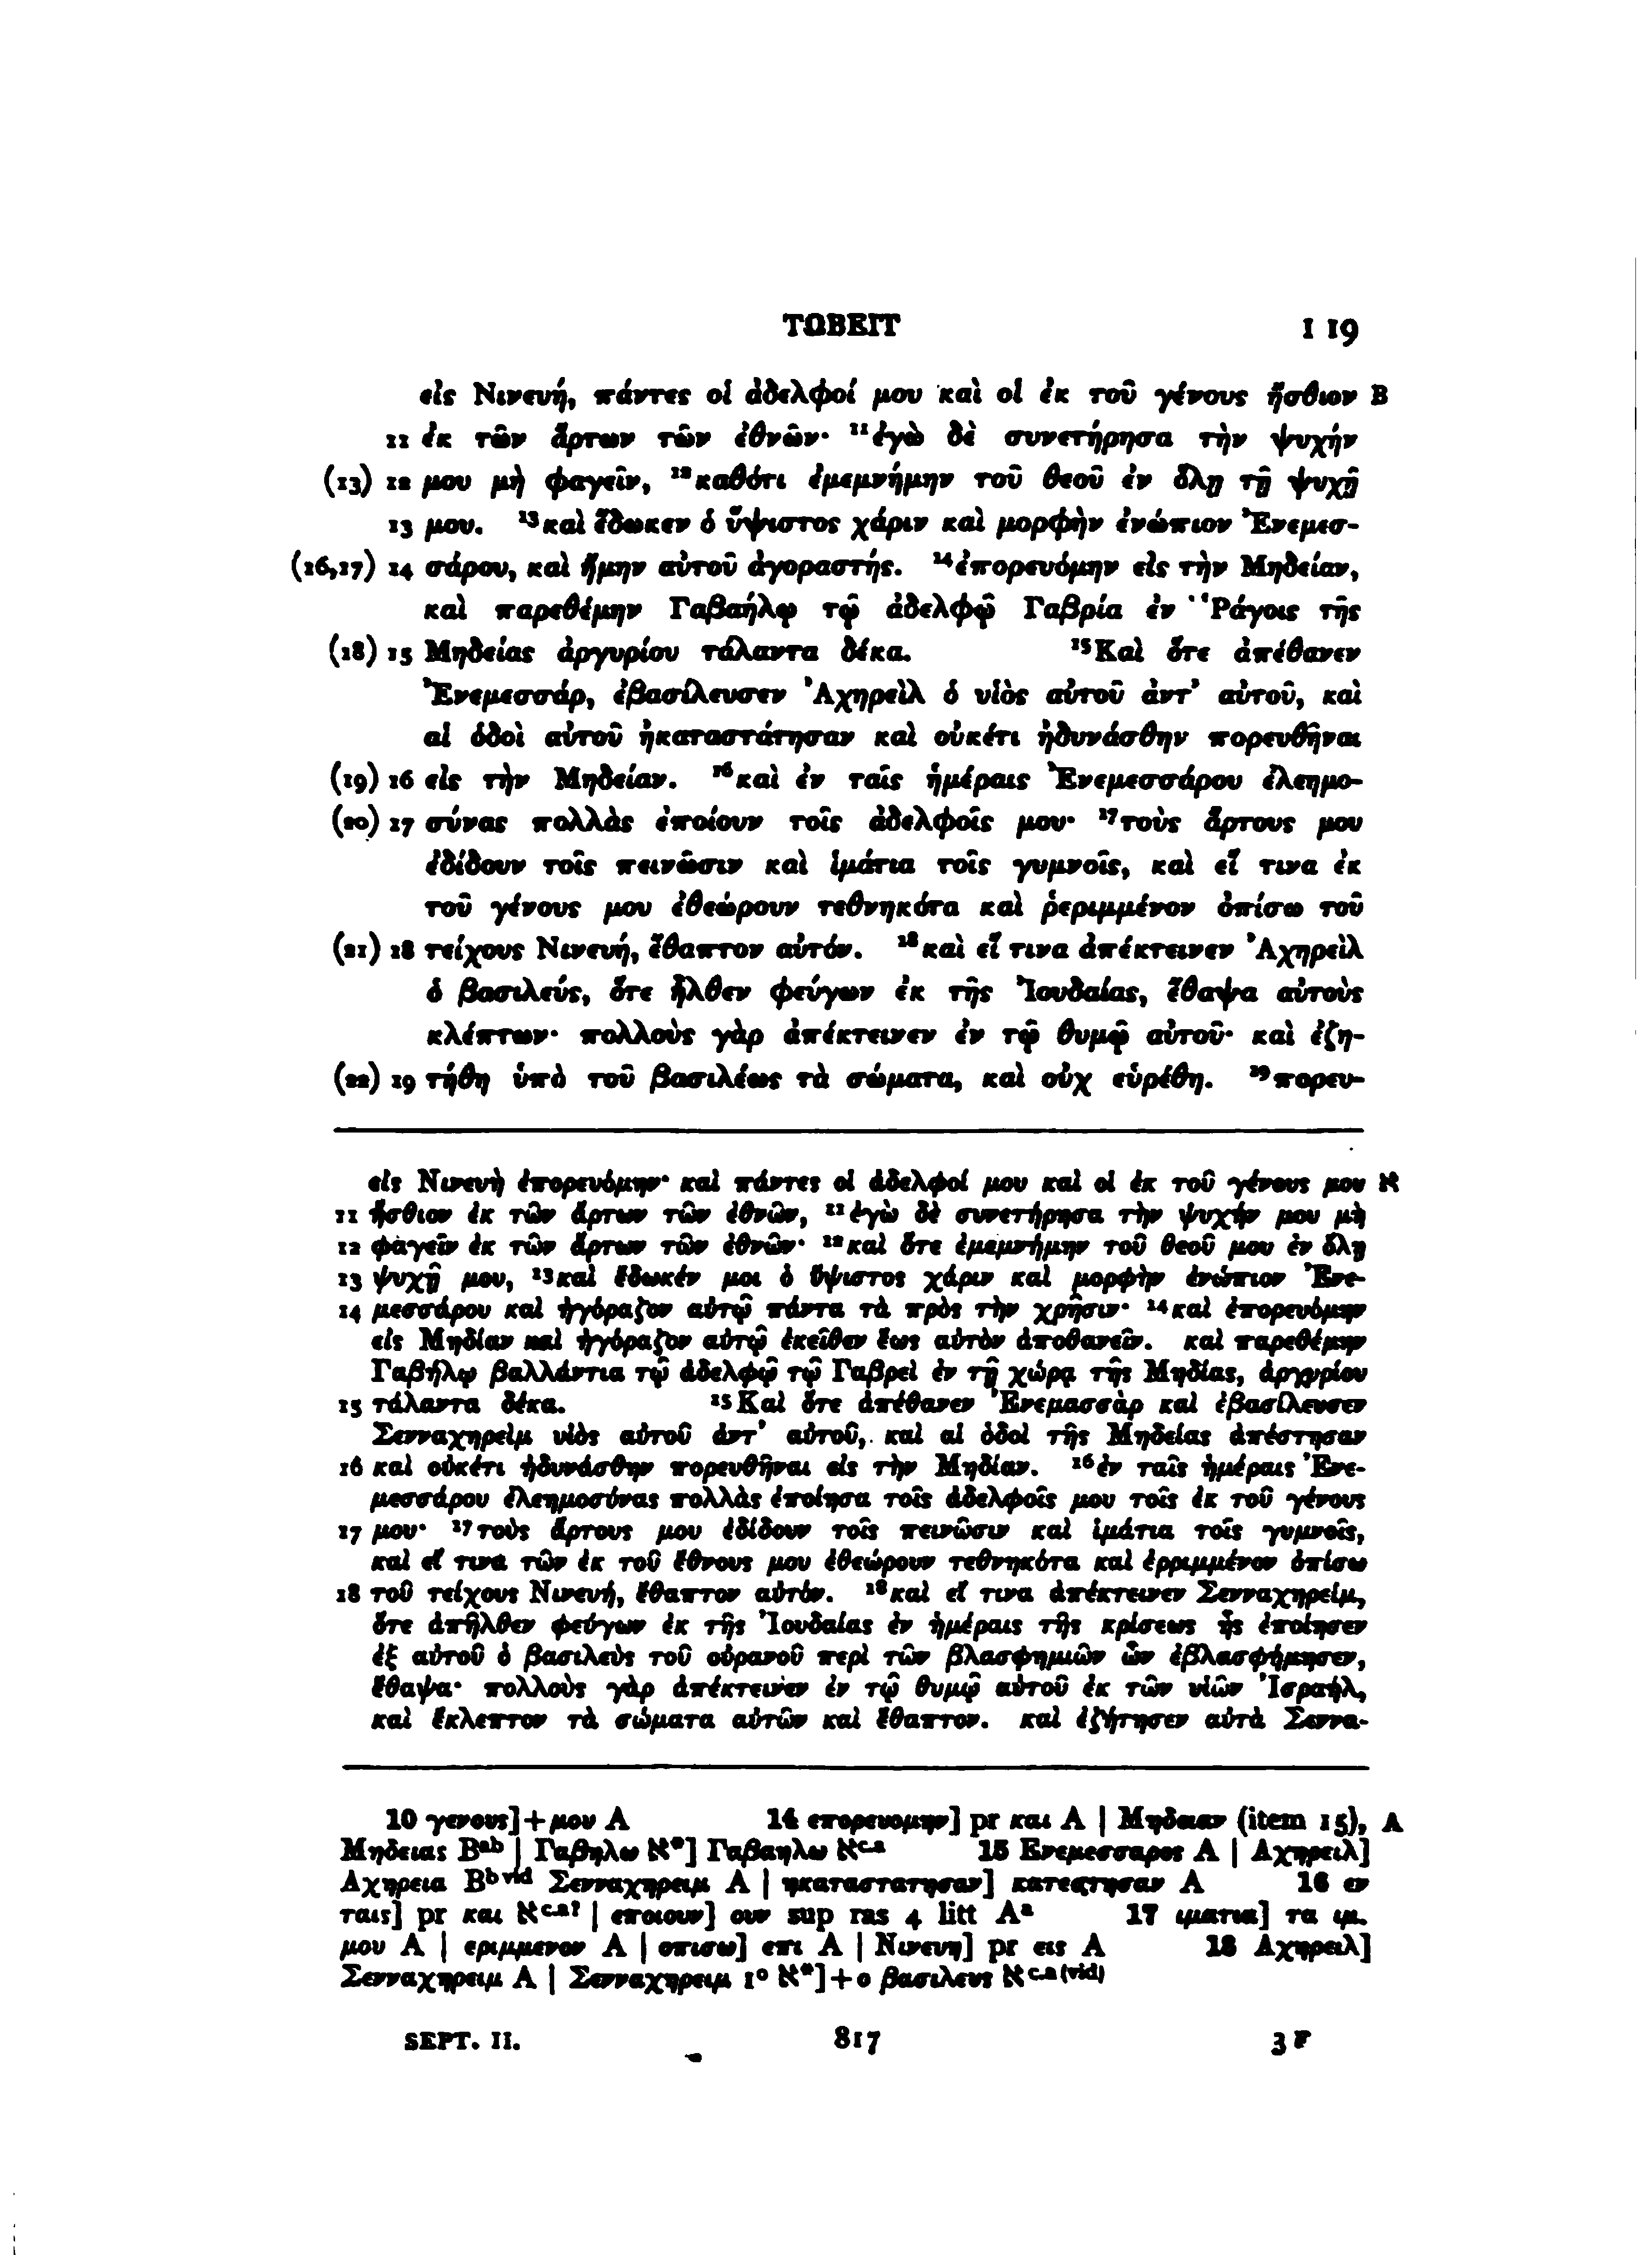 ΤΩΒΕΙΤ I 19
εἰς Νινευή, πάντες οἱ ἀδελφοί μου καὶ οἱ ἐκ τοῦ γένους ἤσθιον B
11 ἐκ τῶν ἄρτων τῶν ἐθνῶν· ¹¹ἐγὼ δὲ συνετήρησα τὴν ψυχήν
(13) 12 μου μὴ φαγεῖν, ¹²καθότι ἐμεμνήμην τοῦ θεοῦ ἐν ὅλῃ τῇ ψυχῇ
13 μου. ¹³καὶ ἔδωκεν ὁ ὕψιστος χάριν καὶ μορφὴν ἐνώπιον Ἐνεμεσ-
(16,17) 14 σάρου, καὶ ἤμην αὐτοῦ ἀγοραστής. ¹⁴ἐπορευόμην εἰς τὴν Μηδείαν,
καὶ παρεθέμην Γαβαήλῳ τῷ ἀδελφῷ Γαβρία ἐν Ῥάγοις τῆς
(18) 15 Μηδείας ἀργυρίου τάλαντα δέκα. ¹⁵Καὶ ὅτε ἀπέθανεν
Ἐνεμεσσάρ, ἐβασίλευσεν Ἀχηρεὶλ ὁ υἱὸς αὐτοῦ ἀντ᾽ αὐτοῦ, καὶ
αἱ ὁδοὶ αὐτοῦ ἠκαταστάτησαν καὶ οὐκέτι ἠδυνάσθην πορευθῆναι
(19) 16 εἰς τὴν Μηδείαν. ¹⁶καὶ ἐν ταῖς ἡμέραις Ἐνεμεσσάρου ἐλεημο-
(20) 17 σύνας πολλὰς ἐποίουν τοῖς ἀδελφοῖς μου· ¹⁷τοὺς ἄρτους μου
ἐδίδουν τοῖς πεινῶσιν καὶ ἱμάτια τοῖς γυμνοῖς, καὶ εἴ τινα ἐκ
τοῦ γένους μου ἐθεώρουν τεθνηκότα καὶ ῥεριμμένον ὀπίσω τοῦ
(21) 18 τείχους Νινευή, ἔθαπτον αὐτόν. ¹⁸καὶ εἴ τινα ἀπέκτεινεν Ἀχηρεὶλ
ὁ βασιλεύς, ὅτε ἦλθεν φεύγων ἐκ τῆς Ἰουδαίας, ἔθαψα αὐτοὺς
κλέπτων· πολλοὺς γὰρ ἀπέκτεινεν ἐν τῷ θυμῷ αὐτοῦ· καὶ ἐζη-
(22) 19 τήθη ὑπὸ τοῦ βασιλέως τὰ σώματα, καὶ οὐχ εὑρέθη. ¹⁹πορευ-
εἰς Νινευὴ ἐπορευόμην· καὶ πάντες οἱ ἀδελφοί μου καὶ οἱ ἐκ τοῦ γένους μου א
11 ἤσθιον ἐκ τῶν ἄρτων τῶν ἐθνῶν, ¹¹ἐγὼ δὲ συνετήρησα τὴν ψυχήν μου μὴ
12 φαγεῖν ἐκ τῶν ἄρτων τῶν ἐθνῶν· ¹²καὶ ὅτε ἐμεμνήμην τοῦ θεοῦ μου ἐν ὅλῃ
13 ψυχῇ μου, ¹³καὶ ἔδωκέν μοι ὁ ὕψιστος χάριν καὶ μορφὴν ἐνώπιον Ἐνε-
14 μεσσάρου καὶ ἠγόραζον αὐτῷ πάντα τὰ πρὸς τὴν χρῆσιν· ¹⁴καὶ ἐπορευόμην
εἰς Μηδίαν καὶ ἠγόραζον αὐτῷ ἐκεῖθεν ἕως αὐτὸν ἀποθανεῖν. καὶ παρεθέμην
Γαβήλῳ βαλλάντια τῷ ἀδελφῷ τῷ Γαβρεὶ ἐν τῇ χώρᾳ τῆς Μηδίας, ἀργυρίου
15 τάλαντα δέκα. ¹⁵Καὶ ὅτε ἀπέθανεν Ἐνεμασσὰρ καὶ ἐβασίλευσεν
Σενναχηρεὶμ υἱὸς αὐτοῦ ἀντ᾽ αὐτοῦ, καὶ αἱ ὁδοὶ τῆς Μηδείας ἀπέστησαν
16 καὶ οὐκέτι ἠδυνάσθην πορευθῆναι εἰς τὴν Μηδίαν. ¹⁶ἐν ταῖς ἡμέραις Ἐνε-
μεσσάρου ἐλεημοσύνας πολλὰς ἐποίησα τοῖς ἀδελφοῖς μου τοῖς ἐκ τοῦ γένους
17 μου· ¹⁷τοὺς ἄρτους μου ἐδίδουν τοῖς πεινῶσιν καὶ ἱμάτια τοῖς γυμνοῖς,
καὶ εἴ τινα τῶν ἐκ τοῦ ἔθνους μου ἐθεώρουν τεθνηκότα καὶ ἐρριμμένον ὀπίσω
18 τοῦ τείχους Νινευή, ἔθαπτον αὐτόν. ¹⁸καὶ εἴ τινα ἀπέκτεινεν Σενναχηρείμ,
ὅτε ἀπῆλθεν φεύγων ἐκ τῆς Ἰουδαίας ἐν ἡμέραις τῆς κρίσεως ἧς ἐποίησεν
ἐξ αὐτοῦ ὁ βασιλεὺς τοῦ οὐρανοῦ περὶ τῶν βλασφημιῶν ὧν ἐβλασφήμησεν,
ἔθαψα· πολλοὺς γὰρ ἀπέκτεινεν ἐν τῷ θυμῷ αὐτοῦ ἐκ τῶν υἱῶν Ἰσραήλ,
καὶ ἔκλεπτον τὰ σώματα αὐτῶν καὶ ἔθαπτον. καὶ ἐζήτησεν αὐτὰ Σεννα-
10 γενους]+μου A 14 επορευομην] pr και A | Μηδειαν (item 15), A
Μηδειας Bᵃᵇ | Γαβηλω א*] Γαβαηλω אᶜ·ᵃ 15 Ενεμεσσαρος A | Αχηρειλ]
Αχηρεια Bᵇ ᵛⁱᵈ Σενναχηρειμ A | ηκαταστατησαν] κατεστησαν A 16 εν
ταις] pr και אᶜ·ᵃ? | εποιουν] ουν sup ras 4 litt Aᵃ 17 ιματια] τα ιμ.
μου A | εριμμενον A | οπισω] επι A | Νινευη] pr εις A 18 Αχηρειλ]
Σενναχηρειμ A | Σενναχηρειμ 1° א*]+ο βασιλευς אᶜ·ᵃ⁽ᵛⁱᵈ⁾
SEPT. II. 817 3 F